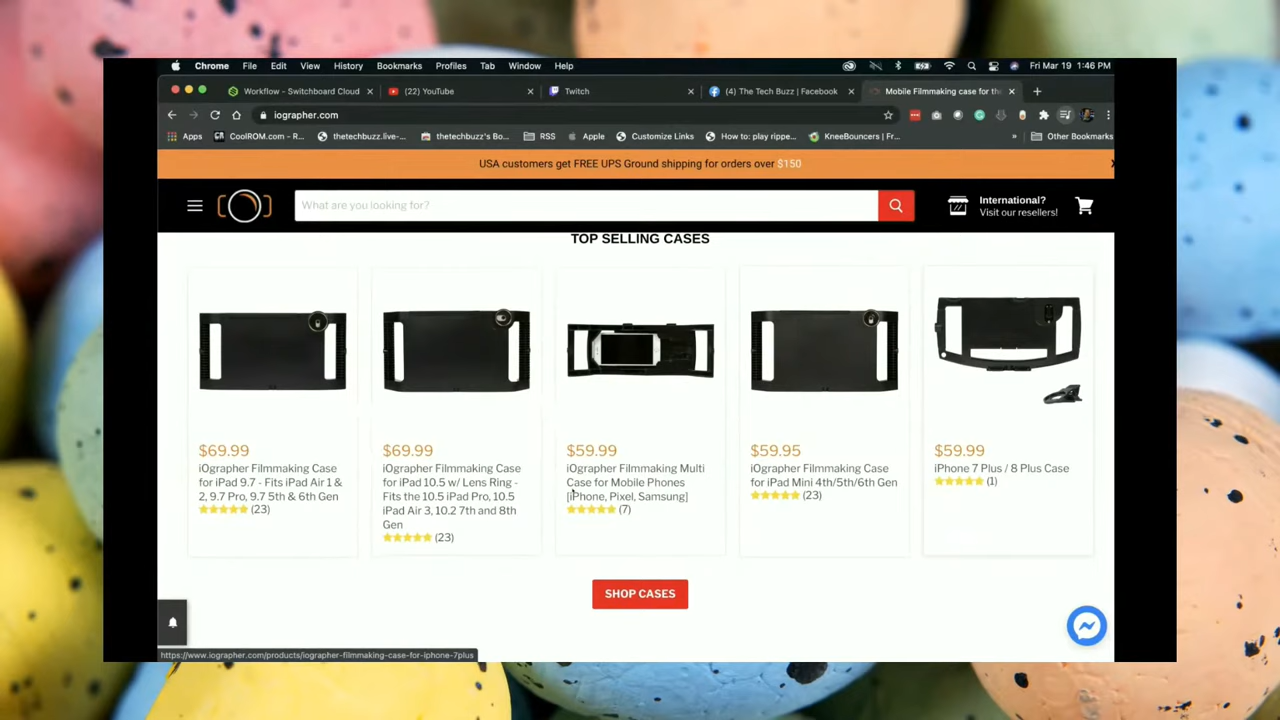 Chrome File Edit View History Bookmarks Profiles Tab Window Help Fri Mar 19 1:46 PM
Workflow - Switchboard Cloud (22) YouTube Twitch (4) The Tech Buzz | Facebook Mobile Filmmaking case for th
iographer.com
Apps CoolROM.com - R... thetechbuzz.live-... thetechbuzz's Bo... RSS Apple Customize Links How to: play rippe... KneeBouncers | Fr... » Other Bookmarks
USA customers get FREE UPS Ground shipping for orders over $150
What are you looking for?
International?
Visit our resellers!
TOP SELLING CASES
$69.99
iOgrapher Filmmaking Case
for iPad 9.7 - Fits iPad Air 1 &
2, 9.7 Pro, 9.7 5th & 6th Gen
(23)
$69.99
iOgrapher Filmmaking Case
for iPad 10.5 w/ Lens Ring -
Fits the 10.5 iPad Pro, 10.5
iPad Air 3, 10.2 7th and 8th
Gen
(23)
$59.99
iOgrapher Filmmaking Multi
Case for Mobile Phones
[iPhone, Pixel, Samsung]
(7)
$59.95
iOgrapher Filmmaking Case
for iPad Mini 4th/5th/6th Gen
(23)
$59.99
iPhone 7 Plus / 8 Plus Case
(1)
SHOP CASES
https://www.iographer.com/products/iographer-filmmaking-case-for-iphone-7plus